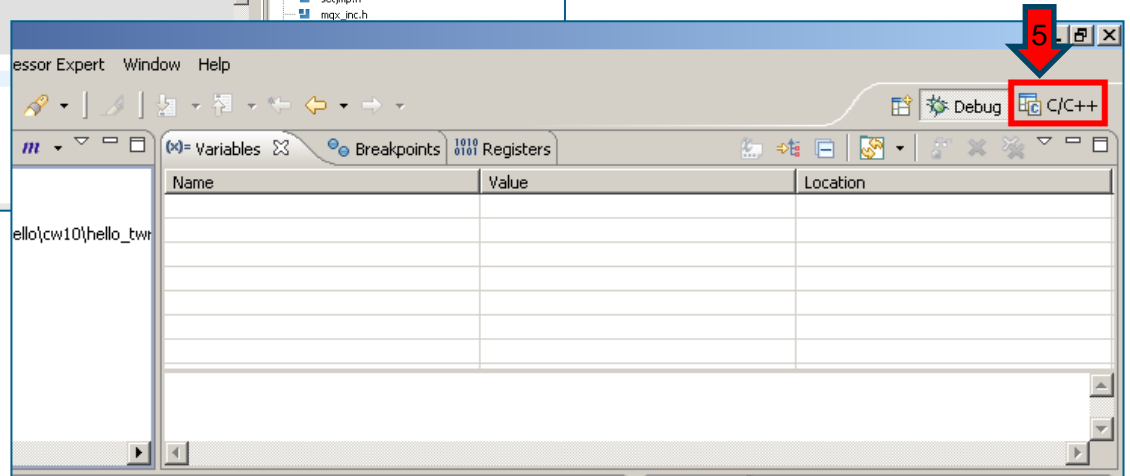 mqx_inc.h
5
essor Expert Window Help
Debug C/C++
m (x)= Variables Breakpoints 1010 0101 Registers
Name Value Location
ello\cw10\hello_twr